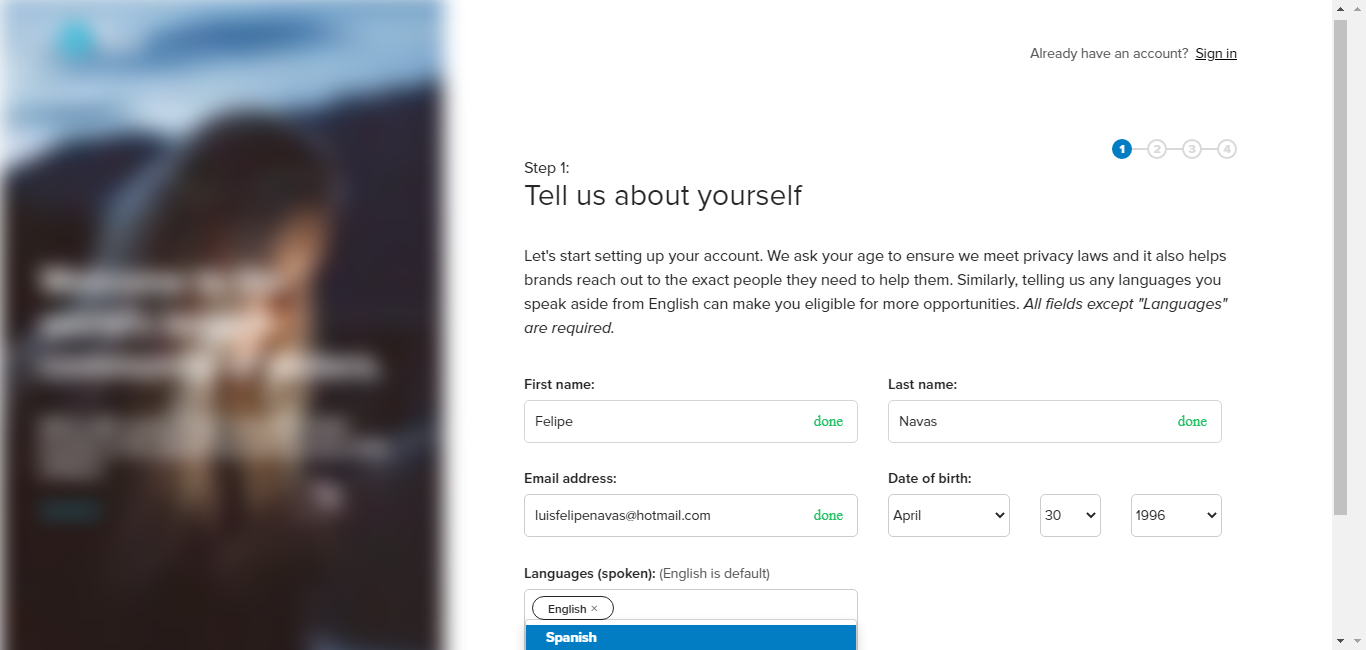 Already have an account? Sign in
1 2 3 4
Step 1:
Tell us about yourself
Let's start setting up your account. We ask your age to ensure we meet privacy laws and it also helps
brands reach out to the exact people they need to help them. Similarly, telling us any languages you
speak aside from English can make you eligible for more opportunities. All fields except "Languages"
are required.
First name: Last name:
Felipe done Navas done
Email address: Date of birth:
luisfelipenavas@hotmail.com done April 30 1996
Languages (spoken): (English is default)
English ×
Spanish